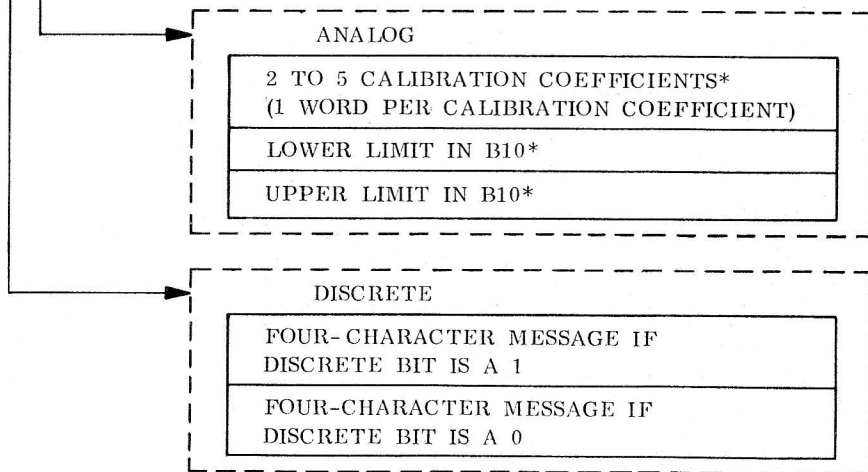 ANALOG
2 TO 5 CALIBRATION COEFFICIENTS*
(1 WORD PER CALIBRATION COEFFICIENT)
LOWER LIMIT IN B10*
UPPER LIMIT IN B10*
DISCRETE
FOUR-CHARACTER MESSAGE IF
DISCRETE BIT IS A 1
FOUR-CHARACTER MESSAGE IF
DISCRETE BIT IS A 0